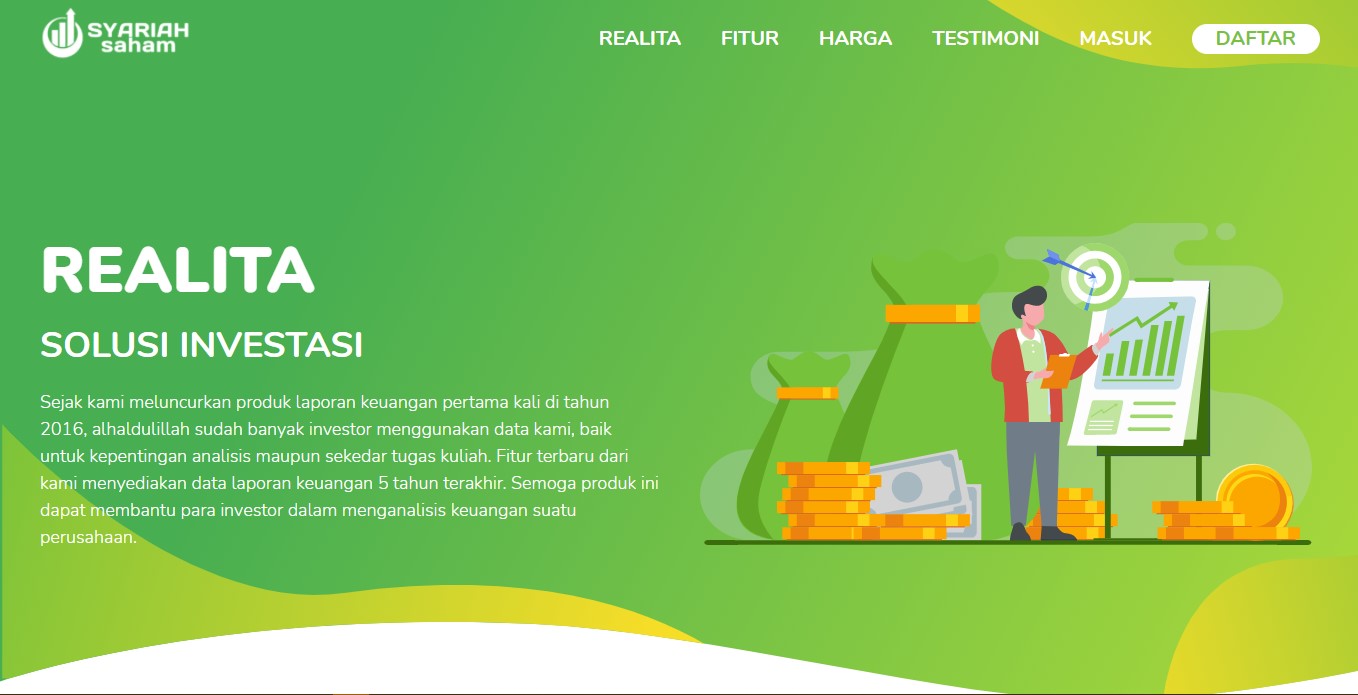 SYARIAH
saham
REALITA FITUR HARGA TESTIMONI MASUK DAFTAR
REALITA
SOLUSI INVESTASI
Sejak kami meluncurkan produk laporan keuangan pertama kali di tahun
2016, alhaldulillah sudah banyak investor menggunakan data kami, baik
untuk kepentingan analisis maupun sekedar tugas kuliah. Fitur terbaru dari
kami menyediakan data laporan keuangan 5 tahun terakhir. Semoga produk ini
dapat membantu para investor dalam menganalisis keuangan suatu
perusahaan.